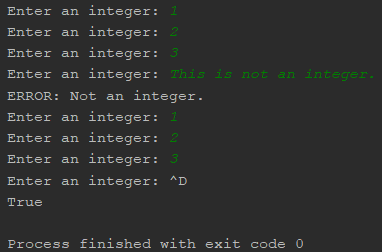 Enter an integer: 1
Enter an integer: 2
Enter an integer: 3
Enter an integer: This is not an integer.
ERROR: Not an integer.
Enter an integer: 1
Enter an integer: 2
Enter an integer: 3
Enter an integer: ^D
True
Process finished with exit code 0